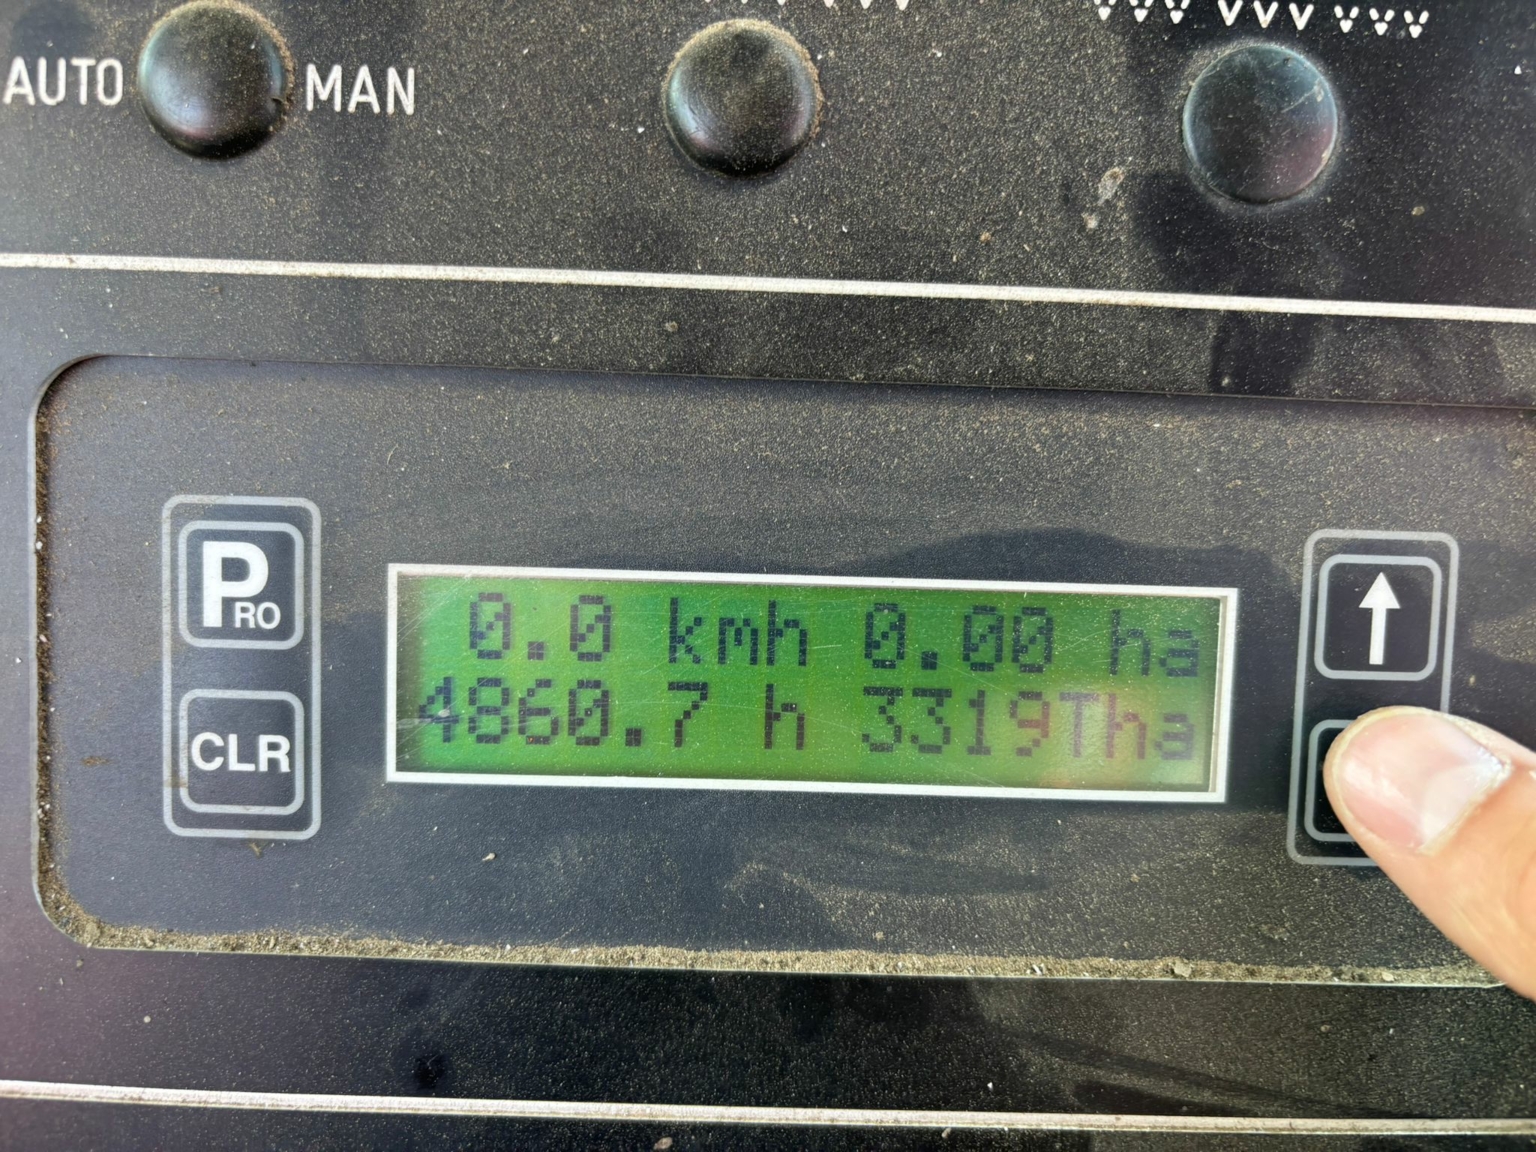 AUTO MAN
PRO
CLR
0.0 kmh 0.00 ha
4860.7 h 3319Tha